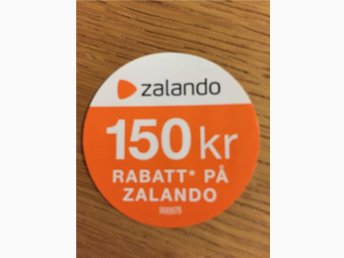 zalando
150 kr
RABATT* PÅ
ZALANDO